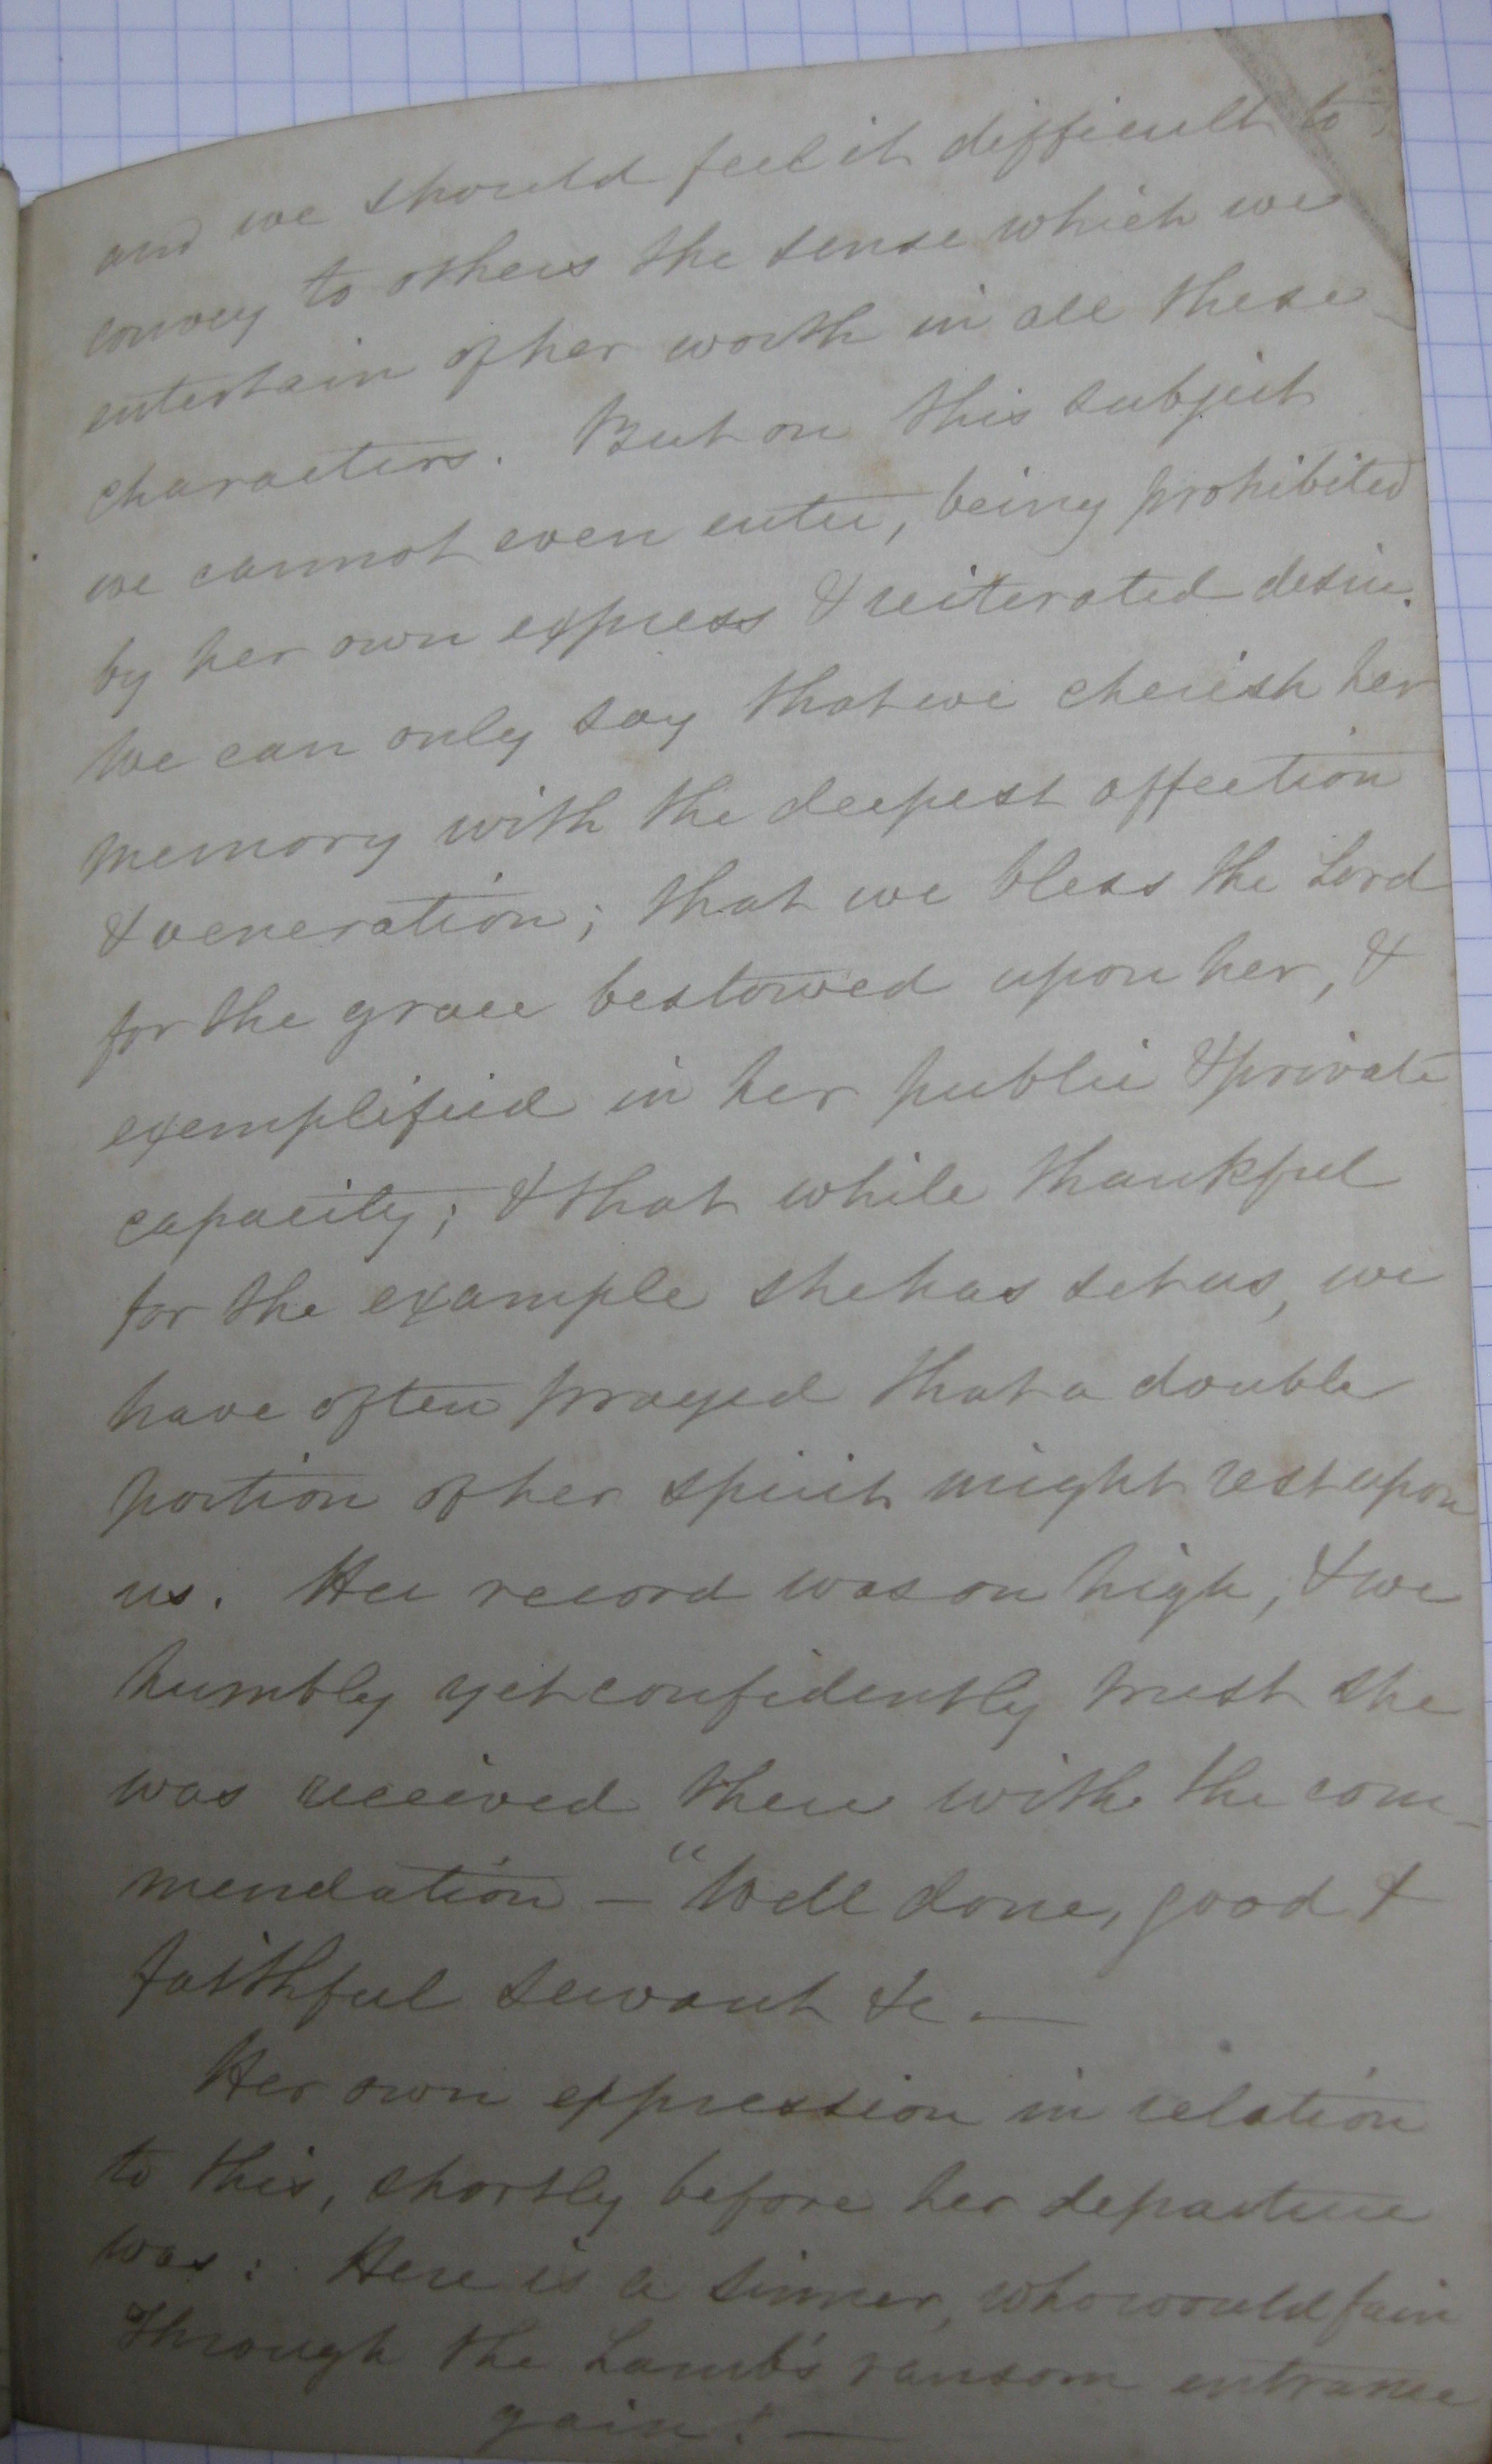 and we should feel it difficult to
convey to others the sense which we
entertain of her worth in all these
characters. But on this subject
we cannot even enter, being prohibited
by her own express & reiterated desire.
We can only say that we cherish her
memory with the deepest affection
& veneration; that we bless the Lord
for the grace bestowed upon her, &
exemplified in her public & private
capacity; & that while thankful
for the example she has set us, we
have often prayed that a double
portion of her spirit might rest upon
us. Her record was on high, & we
humbly yet confidently trust she
was received there with the com-
mendation – "Well done, good &
faithful servant &c. —
Her own expression in relation
to this, shortly before her departure
was: Here is a sinner, who would fain
Through the Lamb's ransom entrance
gain! —